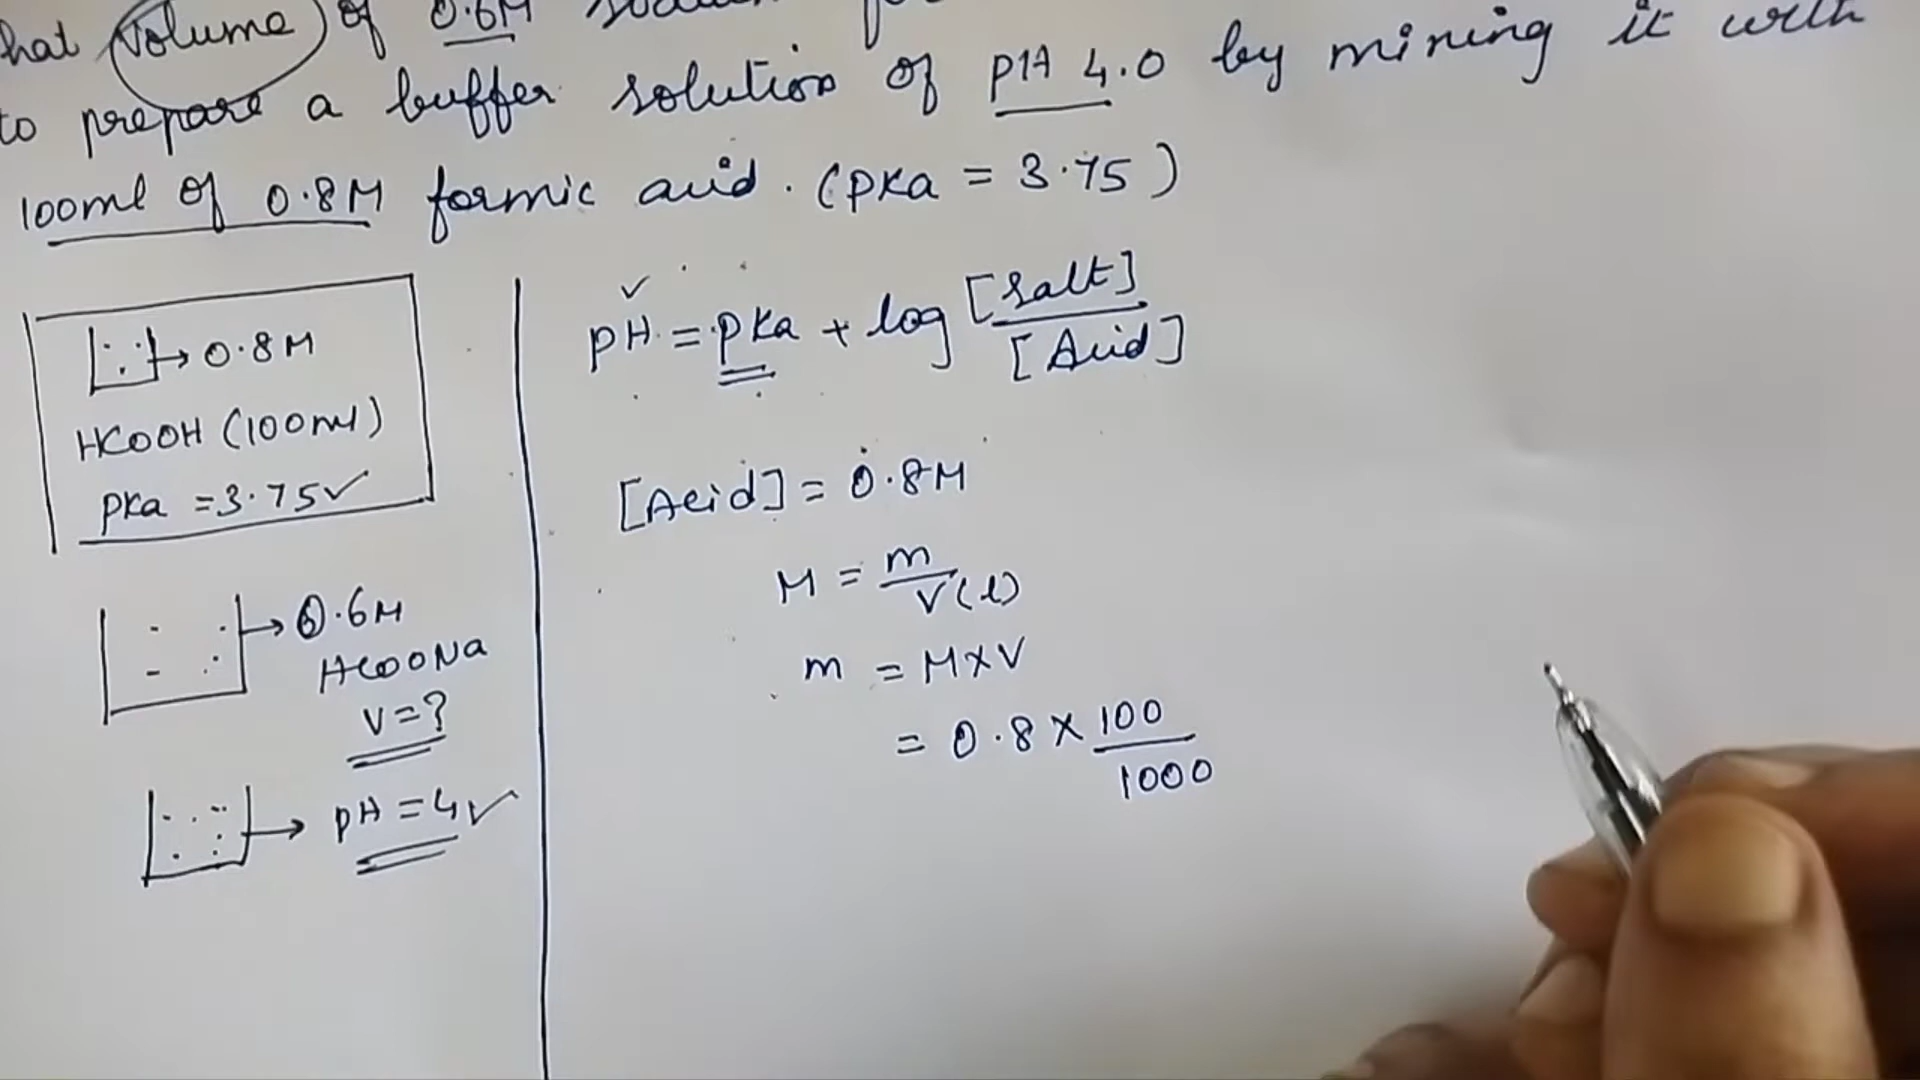 volume of 0.6M
to prepare a buffer solution of pH 4.0 by mixing it with
100ml of 0.8M formic acid. (pKa = 3.75)
→ 0.8M
HCOOH (100ml)
pKa = 3.75 ✓
→ 0.6M
HCOONa
V = ?
→ pH = 4 ✓
✓
pH = pKa + log [Salt]
[Acid]
[Acid] = 0.8M
M = m
V(l)
m = M×V
= 0.8 × 100
1000